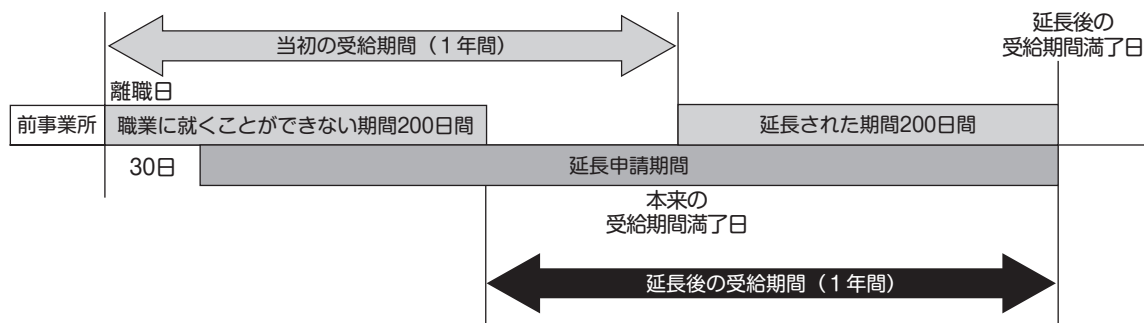 当初の受給期間（１年間）
延長後の
受給期間満了日
離職日
前事業所
職業に就くことができない期間200日間
延長された期間200日間
30日
延長申請期間
本来の
受給期間満了日
延長後の受給期間（１年間）